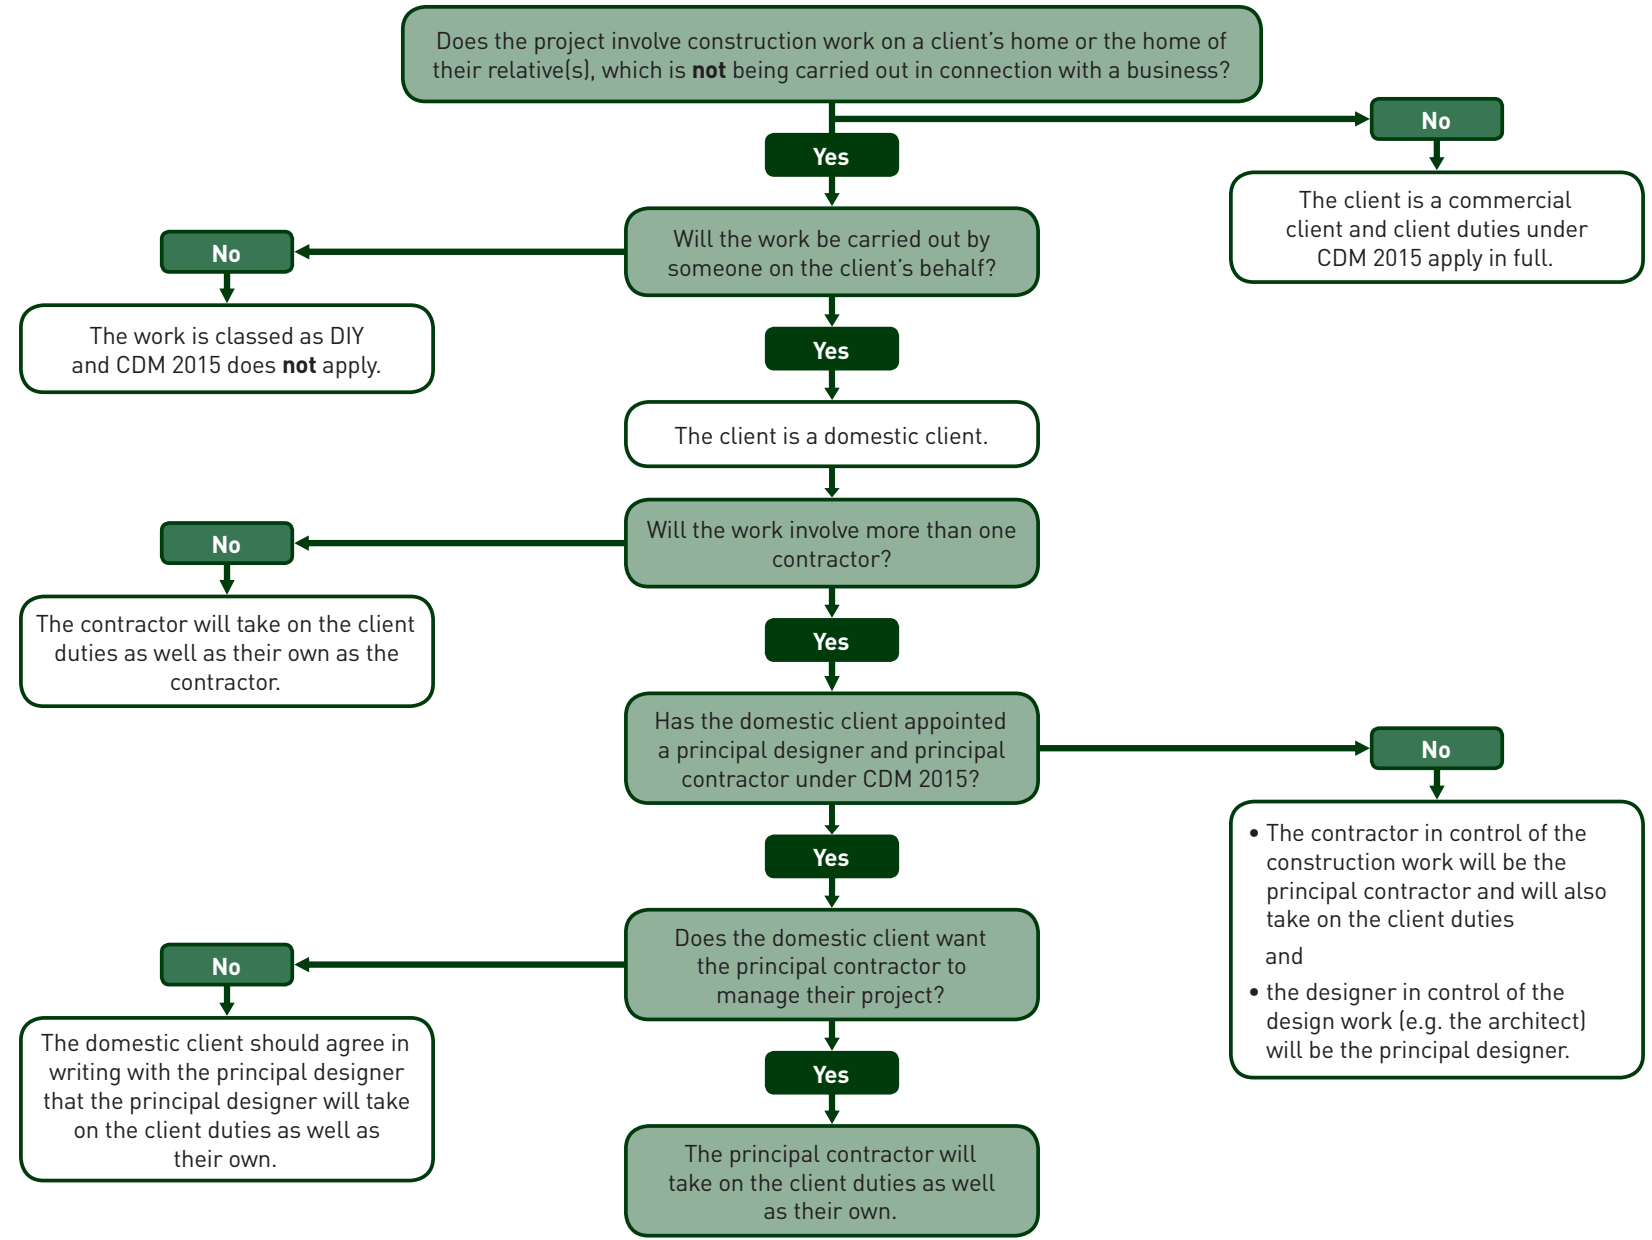 Does the project involve construction work on a client’s home or the home of
their relative(s), which is not being carried out in connection with a business?
No
The client is a commercial
client and client duties under
CDM 2015 apply in full.
Yes
Will the work be carried out by
someone on the client’s behalf?
No
The work is classed as DIY
and CDM 2015 does not apply.
Yes
The client is a domestic client.
Will the work involve more than one
contractor?
No
The contractor will take on the client
duties as well as their own as the
contractor.
Yes
Has the domestic client appointed
a principal designer and principal
contractor under CDM 2015?
No
• The contractor in control of the
construction work will be the
principal contractor and will also
take on the client duties
and
• the designer in control of the
design work (e.g. the architect)
will be the principal designer.
Yes
Does the domestic client want
the principal contractor to
manage their project?
No
The domestic client should agree in
writing with the principal designer
that the principal designer will take
on the client duties as well as
their own.
Yes
The principal contractor will
take on the client duties as well
as their own.